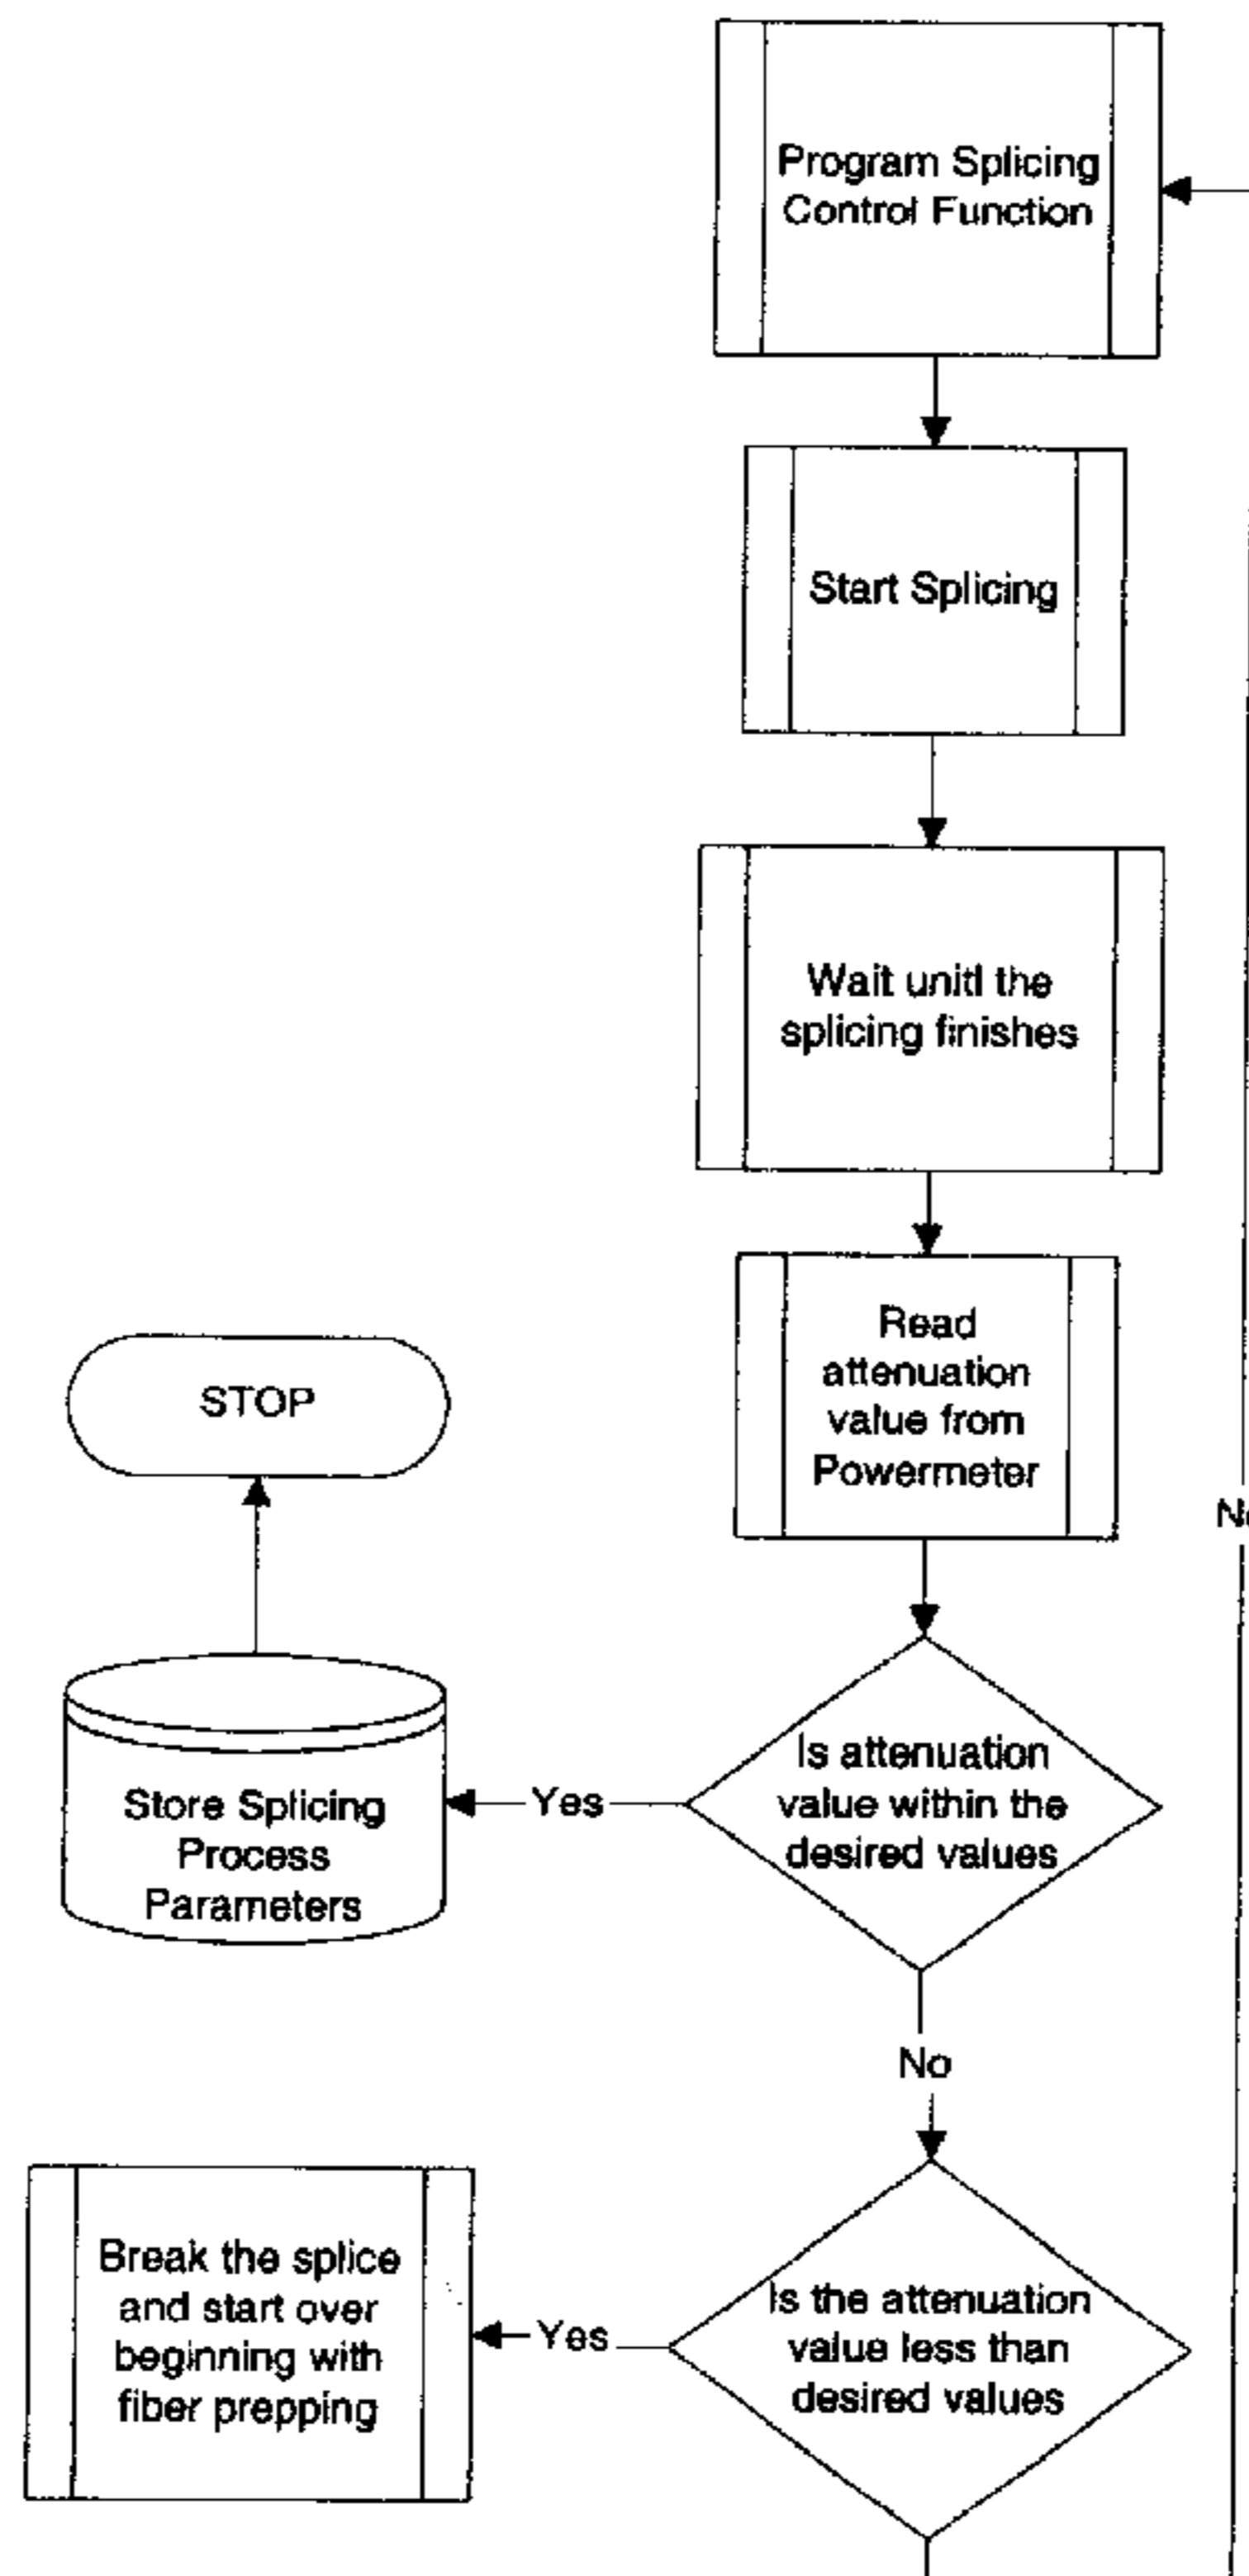 Program Splicing
Control Function
Start Splicing
Wait unitl the
splicing finishes
Read
attenuation
value from
Powermeter
STOP
Is attenuation
value within the
desired values
Yes
Store Splicing
Process
Parameters
No
Is the attenuation
value less than
desired values
Yes
Break the splice
and start over
beginning with
fiber prepping